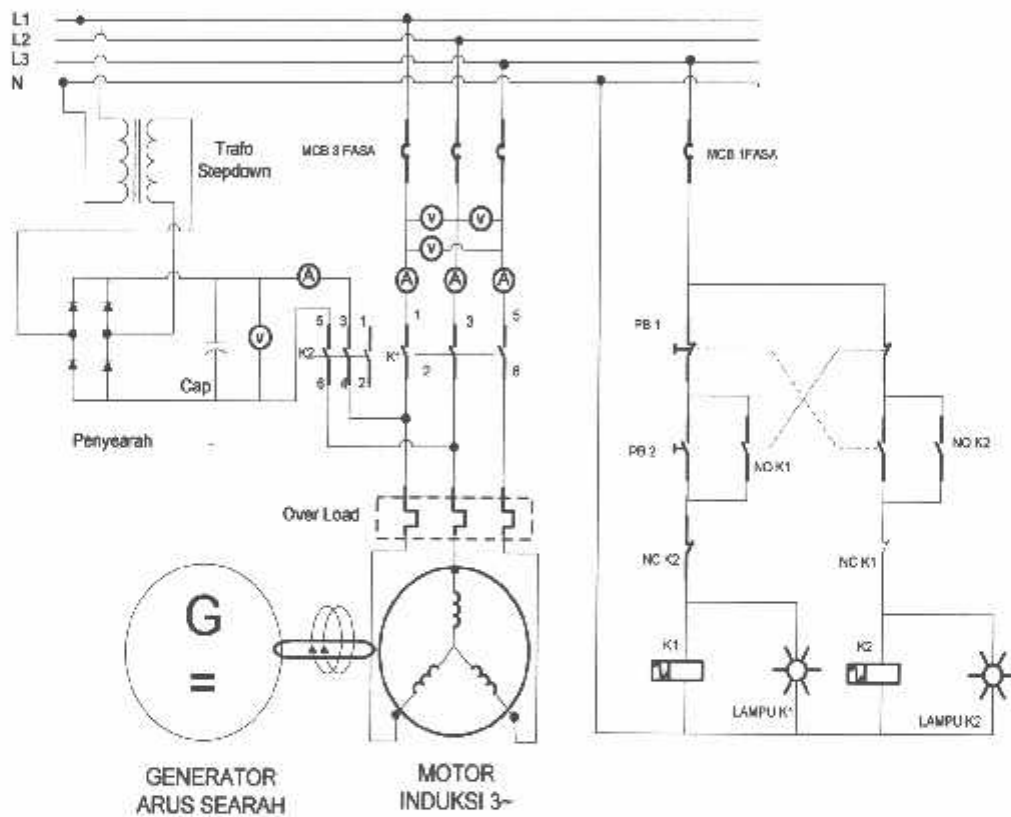 L1
L2
L3
N
Trafo
Stepdown
MCB 3 FASA
MCB 1FASA
V
V
V
A
A
A
A
V
Cap
Penyearah
5 3 1
K2
6 4 2
1
3
5
K1
2
6
PB 1
PB 2
NO K1
NO K2
NC K2
NC K1
Over Load
G
=
K1
K2
LAMPU K1
LAMPU K2
GENERATOR
ARUS SEARAH
MOTOR
INDUKSI 3~